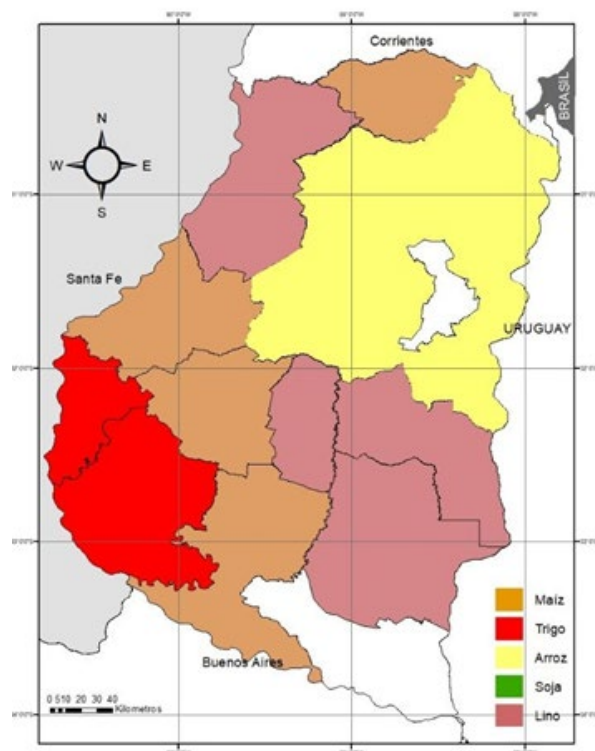 Corrientes
BRASIL
N
W
E
S
Santa Fe
URUGUAY
Buenos Aires
Maíz
Trigo
Arroz
Soja
Lino
0 5 10 20 30 40
Kilometros